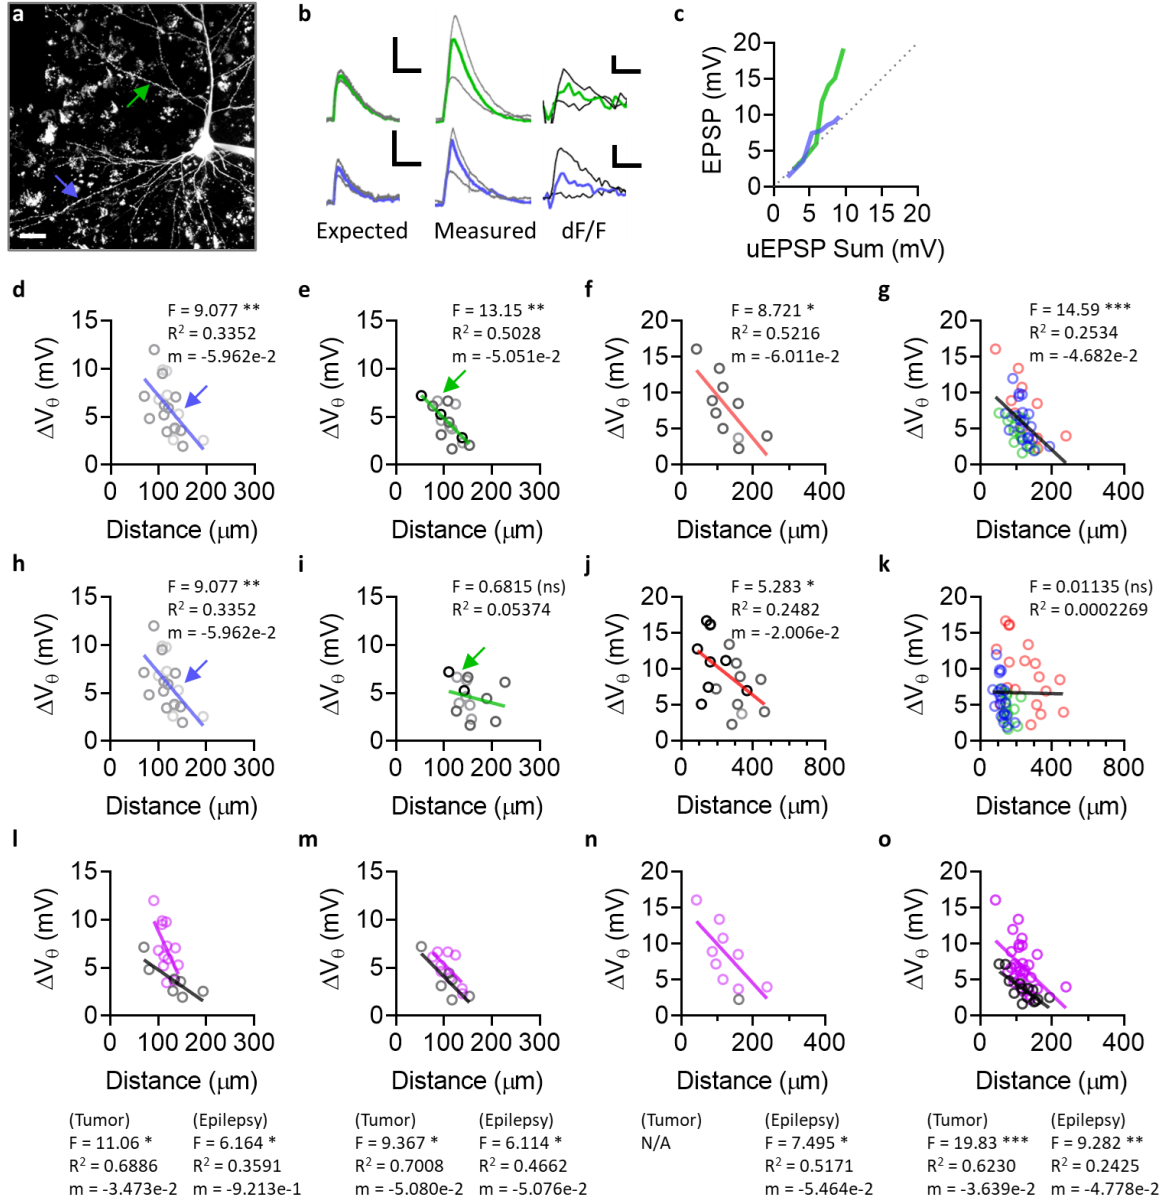 a
b
c
Expected
Measured
dF/F
EPSP (mV)
20
15
10
5
0
0
5
10
15
20
uEPSP Sum (mV)
d
F = 9.077 **
R² = 0.3352
m = -5.962e-2
ΔVθ (mV)
15
10
5
0
0
100
200
300
Distance (μm)
e
F = 13.15 **
R² = 0.5028
m = -5.051e-2
ΔVθ (mV)
15
10
5
0
0
100
200
300
Distance (μm)
f
F = 8.721 *
R² = 0.5216
m = -6.011e-2
ΔVθ (mV)
20
15
10
5
0
0
200
400
Distance (μm)
g
F = 14.59 ***
R² = 0.2534
m = -4.682e-2
ΔVθ (mV)
20
15
10
5
0
0
200
400
Distance (μm)
h
F = 9.077 **
R² = 0.3352
m = -5.962e-2
ΔVθ (mV)
15
10
5
0
0
100
200
300
Distance (μm)
i
F = 0.6815 (ns)
R² = 0.05374
ΔVθ (mV)
15
10
5
0
0
100
200
300
Distance (μm)
j
F = 5.283 *
R² = 0.2482
m = -2.006e-2
ΔVθ (mV)
20
15
10
5
0
0
400
800
Distance (μm)
k
F = 0.01135 (ns)
R² = 0.0002269
ΔVθ (mV)
20
15
10
5
0
0
400
800
Distance (μm)
l
ΔVθ (mV)
15
10
5
0
0
100
200
300
Distance (μm)
(Tumor)
F = 11.06 *
R² = 0.6886
m = -3.473e-2
(Epilepsy)
F = 6.164 *
R² = 0.3591
m = -9.213e-1
m
ΔVθ (mV)
15
10
5
0
0
100
200
300
Distance (μm)
(Tumor)
F = 9.367 *
R² = 0.7008
m = -5.080e-2
(Epilepsy)
F = 6.114 *
R² = 0.4662
m = -5.076e-2
n
ΔVθ (mV)
20
15
10
5
0
0
200
400
Distance (μm)
(Tumor)
N/A
(Epilepsy)
F = 7.495 *
R² = 0.5171
m = -5.464e-2
o
ΔVθ (mV)
20
15
10
5
0
0
200
400
Distance (μm)
(Tumor)
F = 19.83 ***
R² = 0.6230
m = -3.639e-2
(Epilepsy)
F = 9.282 **
R² = 0.2425
m = -4.778e-2